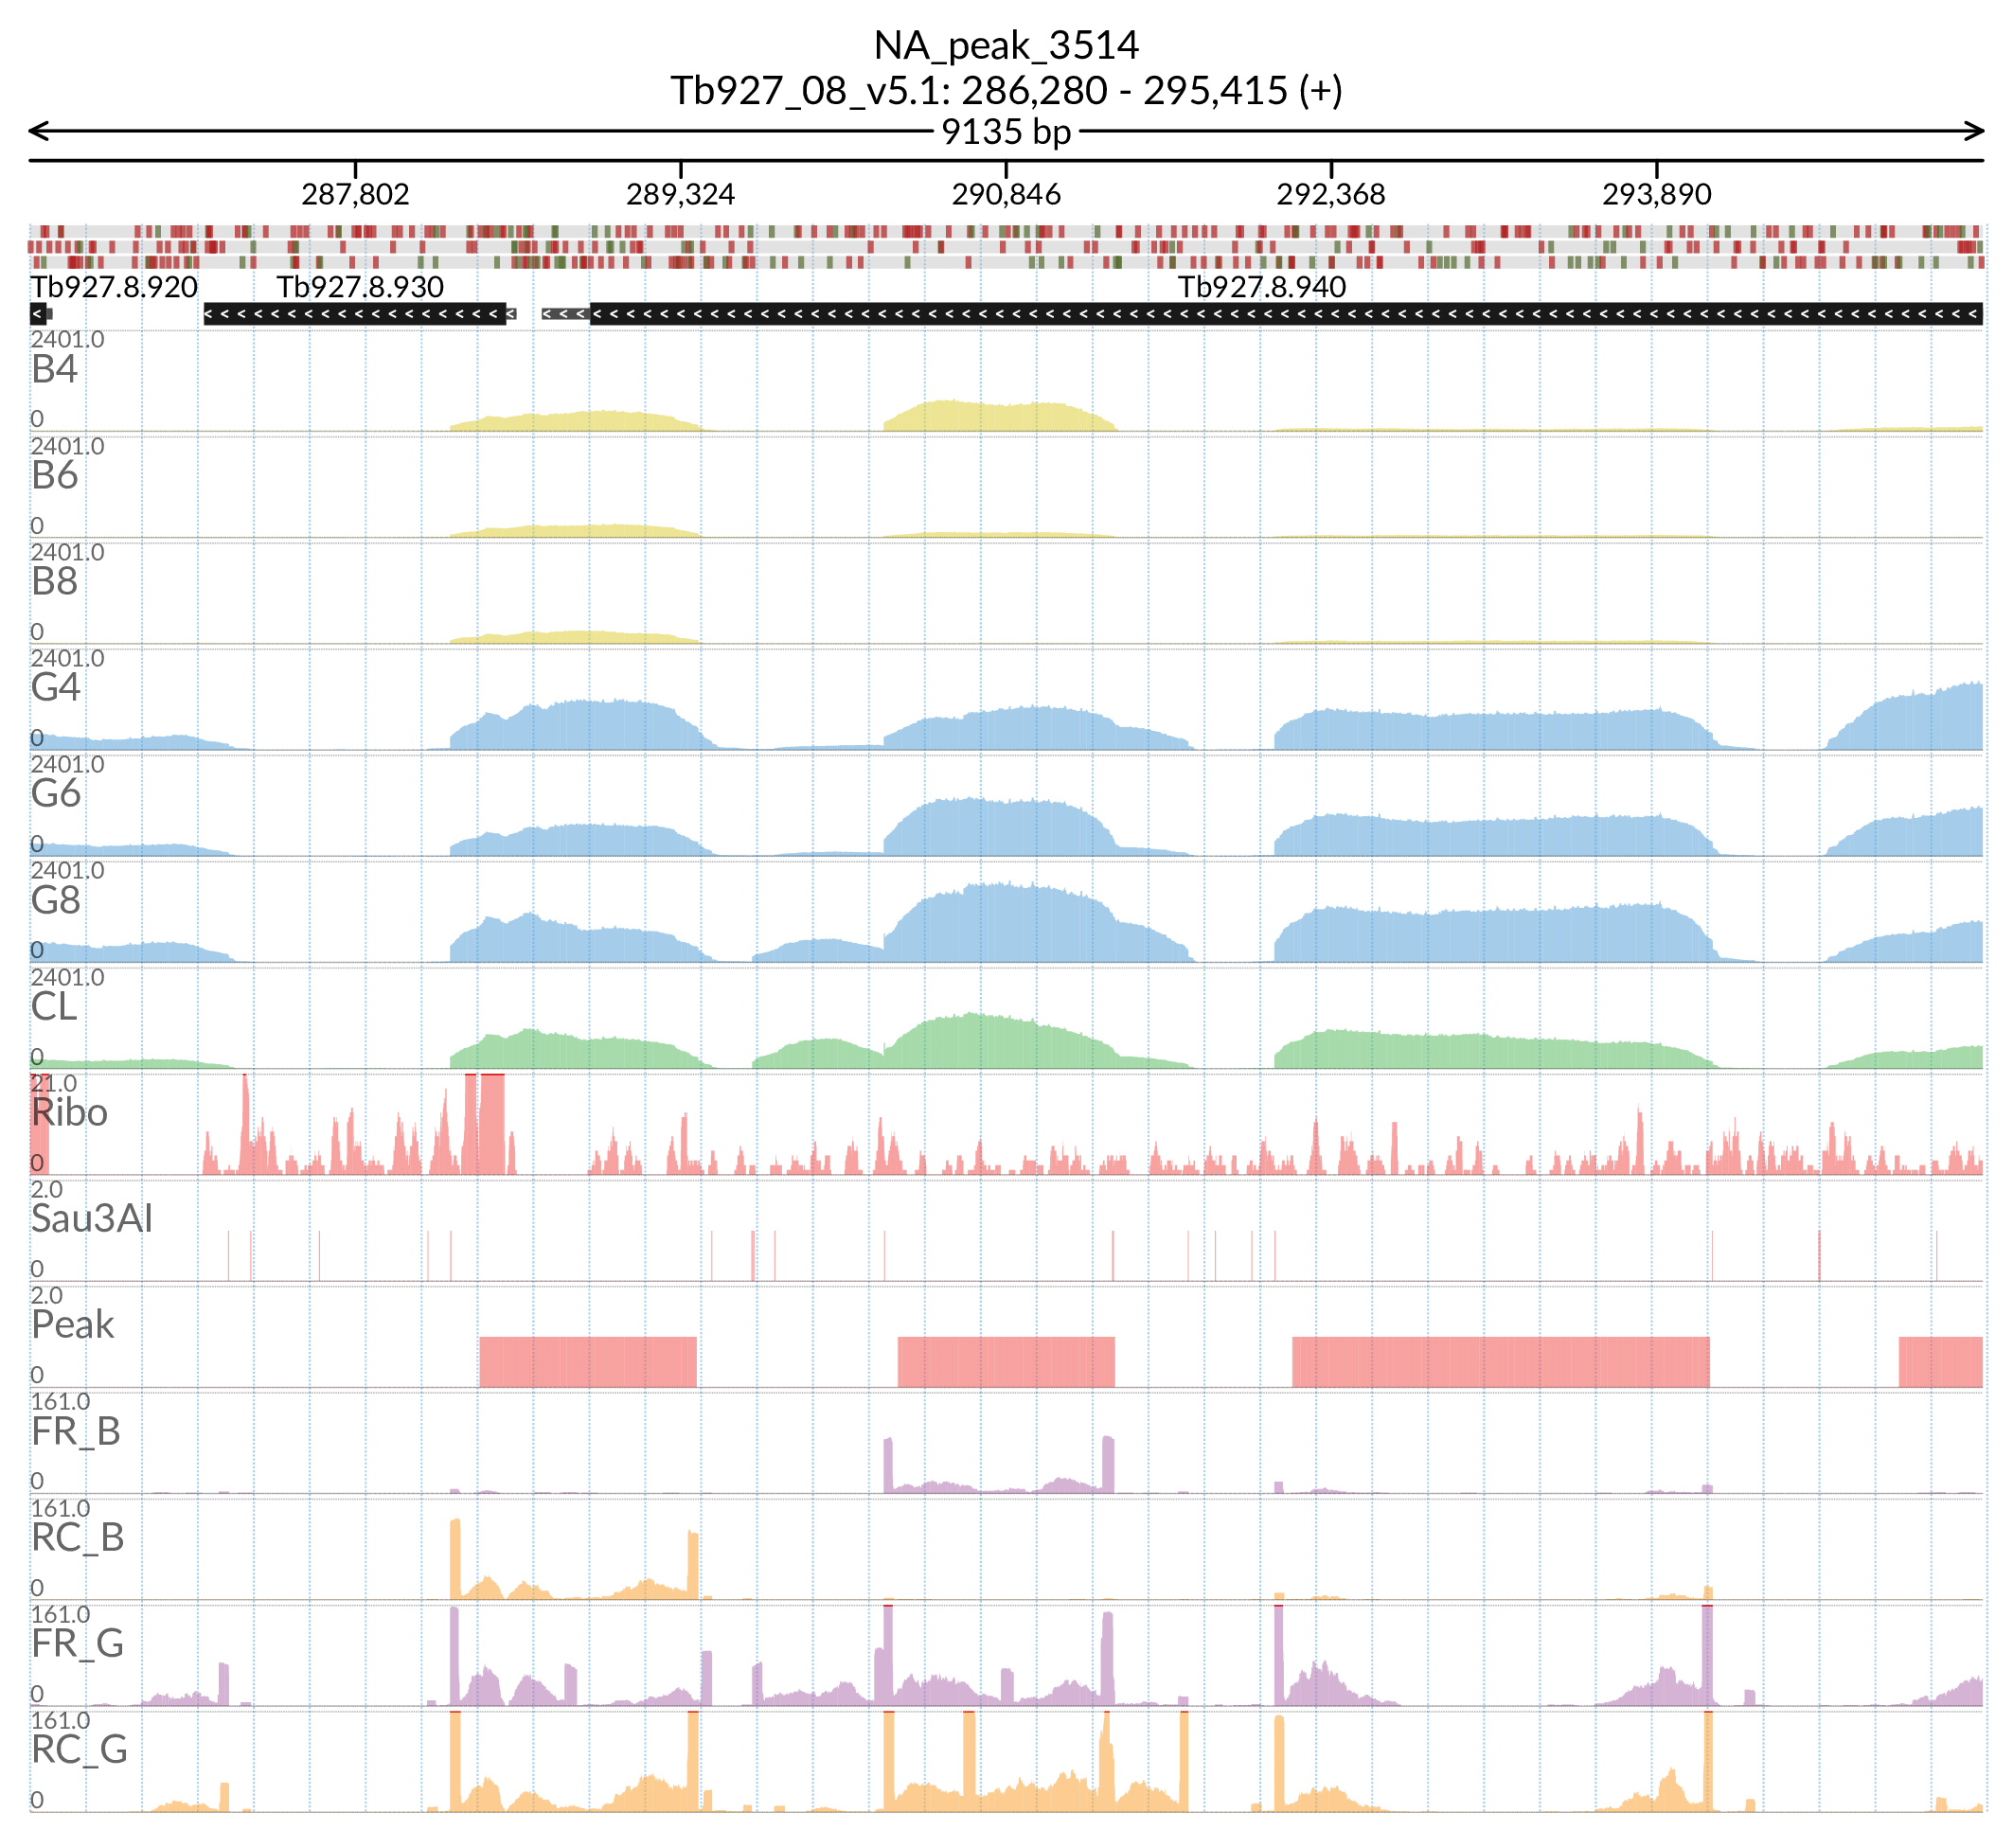 NA_peak_3514
Tb927_08_v5.1: 286,280 - 295,415 (+)
9135 bp
287,802 289,324 290,846 292,368 293,890
Tb927.8.920 Tb927.8.930 Tb927.8.940
2401.0
B4
0
2401.0
B6
0
2401.0
B8
0
2401.0
G4
0
2401.0
G6
0
2401.0
G8
0
2401.0
CL
0
21.0
Ribo
0
2.0
Sau3AI
0
2.0
Peak
0
161.0
FR_B
0
161.0
RC_B
0
161.0
FR_G
0
161.0
RC_G
0